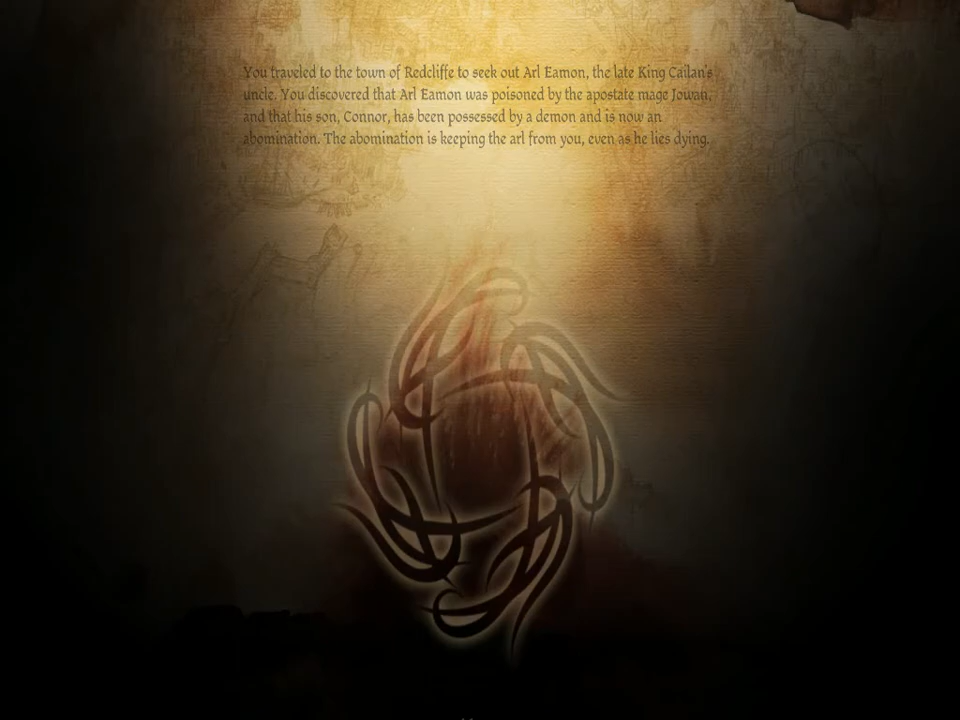 You traveled to the town of Redcliffe to seek out Arl Eamon, the late King Cailan's
uncle. You discovered that Arl Eamon was poisoned by the apostate mage Jowan,
and that his son, Connor, has been possessed by a demon and is now an
abomination. The abomination is keeping the arl from you, even as he lies dying.